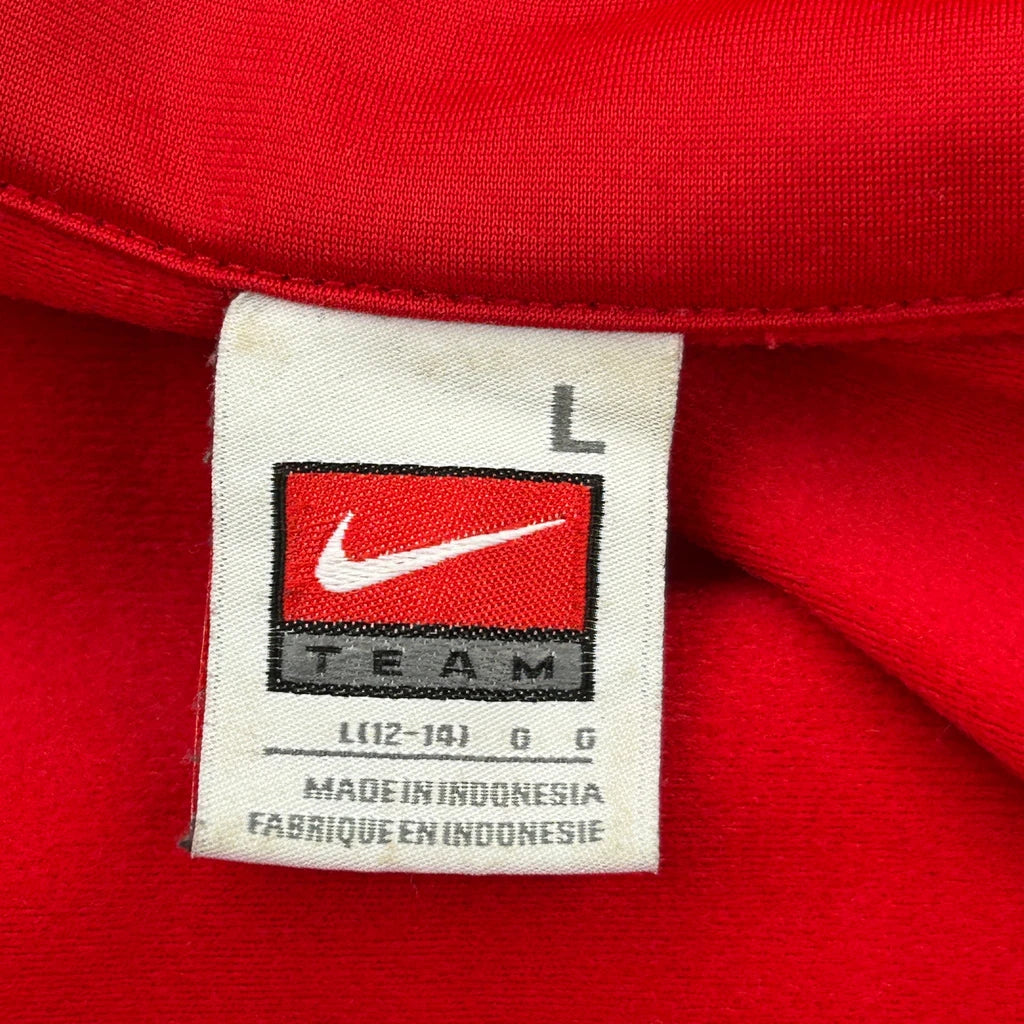 L
TEAM
L(12-14) G G
MADE IN INDONESIA
FABRIQUE EN INDONESIE